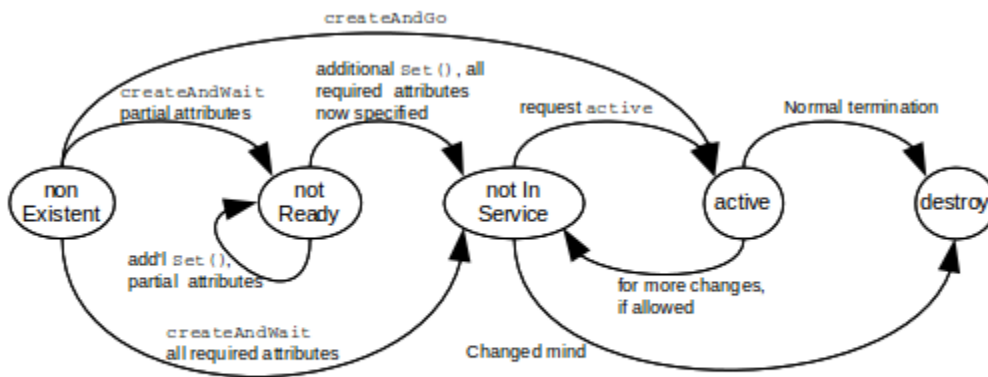 createAndGo
additional Set(), all
required attributes
now specified
createAndWait
partial attributes
request active
Normal termination
non
Existent
not
Ready
not In
Service
active
destroy
add'l Set(),
partial attributes
for more changes,
if allowed
createAndWait
all required attributes
Changed mind